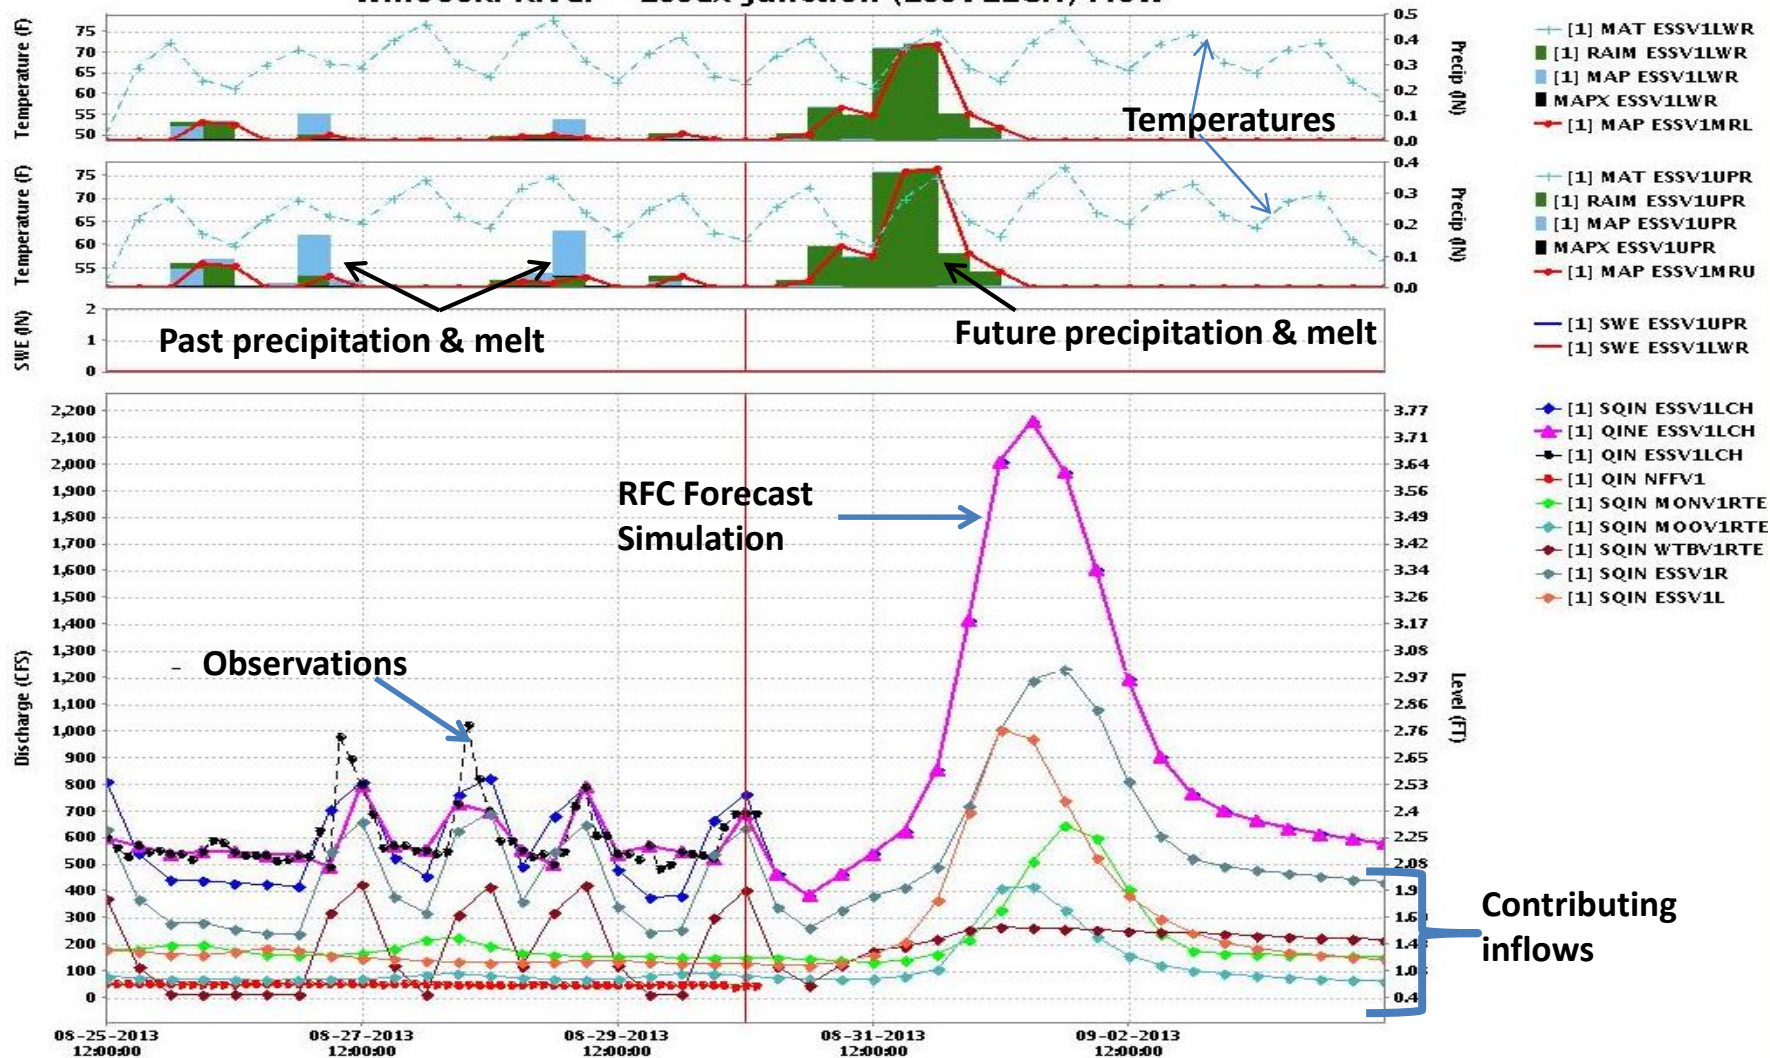 Temperature (F)
75
70
65
60
55
50
0.5
0.4
0.3
0.2
0.1
0.0
Precip (IN)
[1] MAT ESSV1LWR
[1] RAIM ESSV1LWR
[1] MAP ESSV1LWR
MAPX ESSV1LWR
[1] MAP ESSV1MRL
Temperatures
Temperature (F)
75
70
65
60
55
0.4
0.3
0.2
0.1
0.0
Precip (IN)
[1] MAT ESSV1UPR
[1] RAIM ESSV1UPR
[1] MAP ESSV1UPR
MAPX ESSV1UPR
[1] MAP ESSV1MRU
SWE (IN)
2
1
0
Past precipitation & melt
Future precipitation & melt
[1] SWE ESSV1UPR
[1] SWE ESSV1LWR
Discharge (CFS)
2,200
2,100
2,000
1,900
1,800
1,700
1,600
1,500
1,400
1,300
1,200
1,100
1,000
900
800
700
600
500
400
300
200
100
0
RFC Forecast
Simulation
Observations
3.77
3.71
3.64
3.56
3.49
3.42
3.34
3.26
3.17
3.08
2.97
2.86
2.76
2.65
2.53
2.4
2.25
2.08
Level (FT)
[1] SQIN ESSV1LCH
[1] QINE ESSV1LCH
[1] QIN ESSV1LCH
[1] QIN NFFV1
[1] SQIN MONV1RTE
[1] SQIN MOOV1RTE
[1] SQIN WTBV1RTE
[1] SQIN ESSV1R
[1] SQIN ESSV1L
Contributing
inflows
08-25-2013
12:00:00
08-27-2013
12:00:00
08-29-2013
12:00:00
08-31-2013
12:00:00
09-02-2013
12:00:00